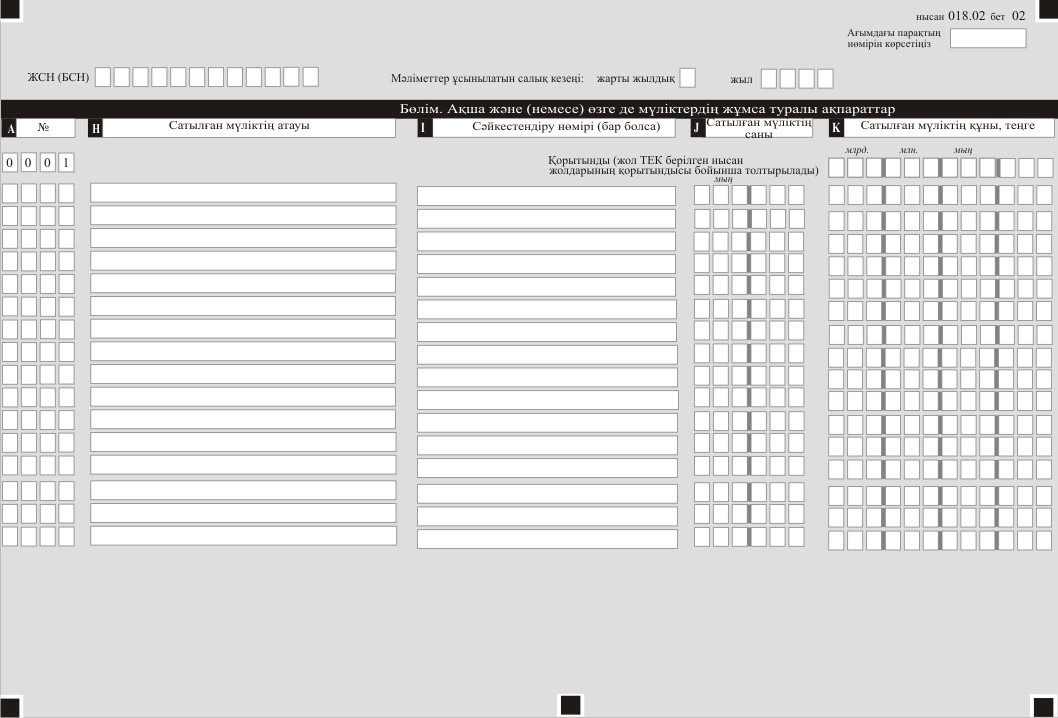 нысан 018.02 бет 02
Ағымдағы парақтың
нөмірін көрсетіңіз
ЖСН (БСН)
Мәліметтер ұсынылатын салық кезеңі: жарты жылдық
жыл
Бөлім. Ақша және (немесе) өзге де мүліктердің жұмса туралы ақпараттар
A №
H Сатылған мүліктің атауы
I Сәйкестендіру нөмірі (бар болса)
J Сатылған мүліктің
саны
K Сатылған мүліктің құны, теңге
млрд. млн. мың
0 0 0 1
Қорытынды (жол ТЕК берілген нысан
жолдарының қорытындысы бойынша толтырылады)
мың